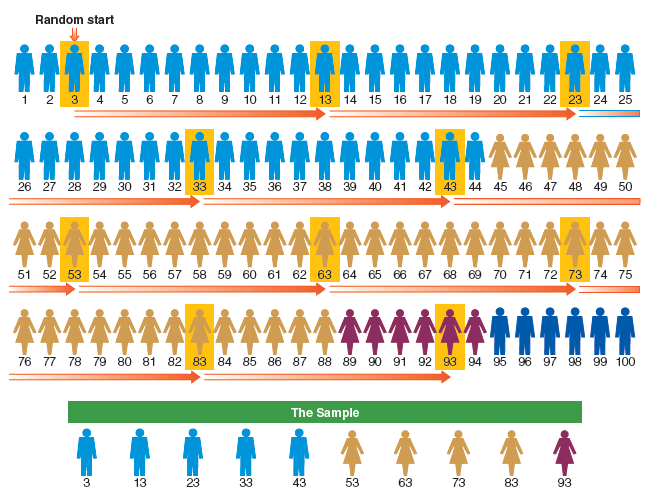 Random start
1 2 3 4 5 6 7 8 9 10 11 12 13 14 15 16 17 18 19 20 21 22 23 24 25
26 27 28 29 30 31 32 33 34 35 36 37 38 39 40 41 42 43 44 45 46 47 48 49 50
51 52 53 54 55 56 57 58 59 60 61 62 63 64 65 66 67 68 69 70 71 72 73 74 75
76 77 78 79 80 81 82 83 84 85 86 87 88 89 90 91 92 93 94 95 96 97 98 99 100
The Sample
3 13 23 33 43 53 63 73 83 93